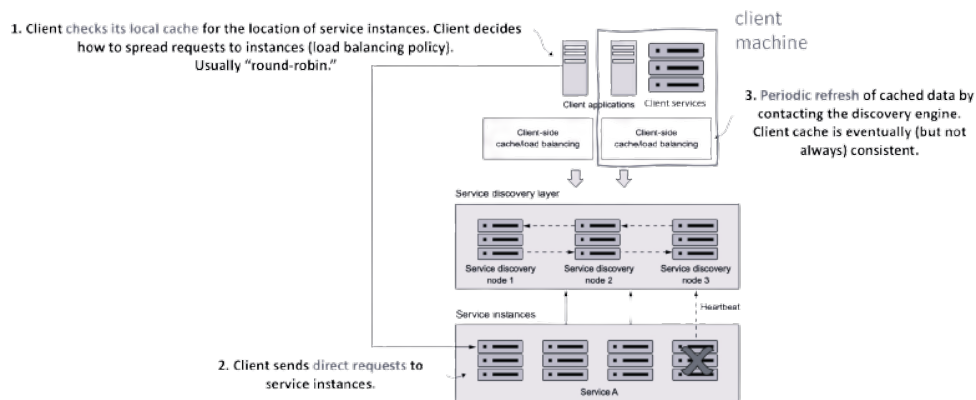 1. Client checks its local cache for the location of service instances. Client decides
how to spread requests to instances (load balancing policy).
Usually “round-robin.”
client
machine
Client applications
Client services
3. Periodic refresh of cached data by
contacting the discovery engine.
Client cache is eventually (but not
always) consistent.
Client-side
cache/load balancing
Client-side
cache/load balancing
Service discovery layer
Service discovery
node 1
Service discovery
node 2
Service discovery
node 3
Heartbeat
Service instances
2. Client sends direct requests to
service instances.
Service A